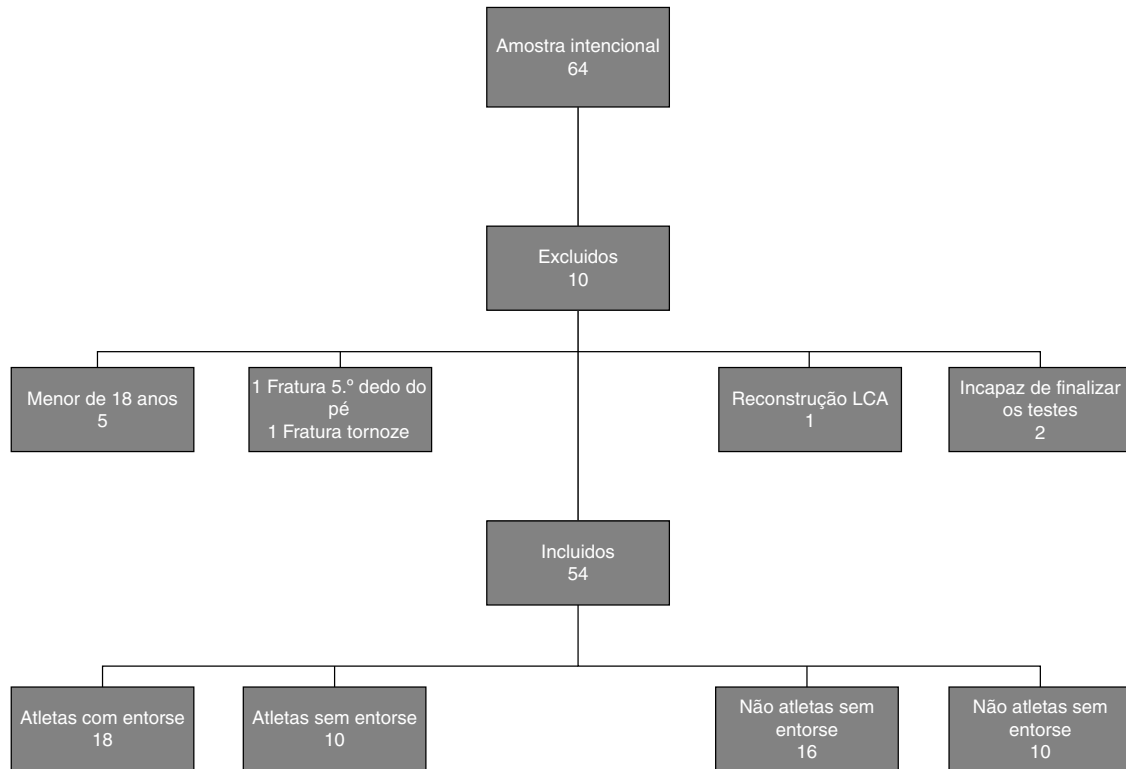 Amostra intencional
64
Excluidos
10
Menor de 18 anos
5
1 Fratura 5.º dedo do
pé
1 Fratura tornoze
Reconstrução LCA
1
Incapaz de finalizar
os testes
2
Incluidos
54
Atletas com entorse
18
Atletas sem entorse
10
Não atletas sem
entorse
16
Não atletas sem
entorse
10